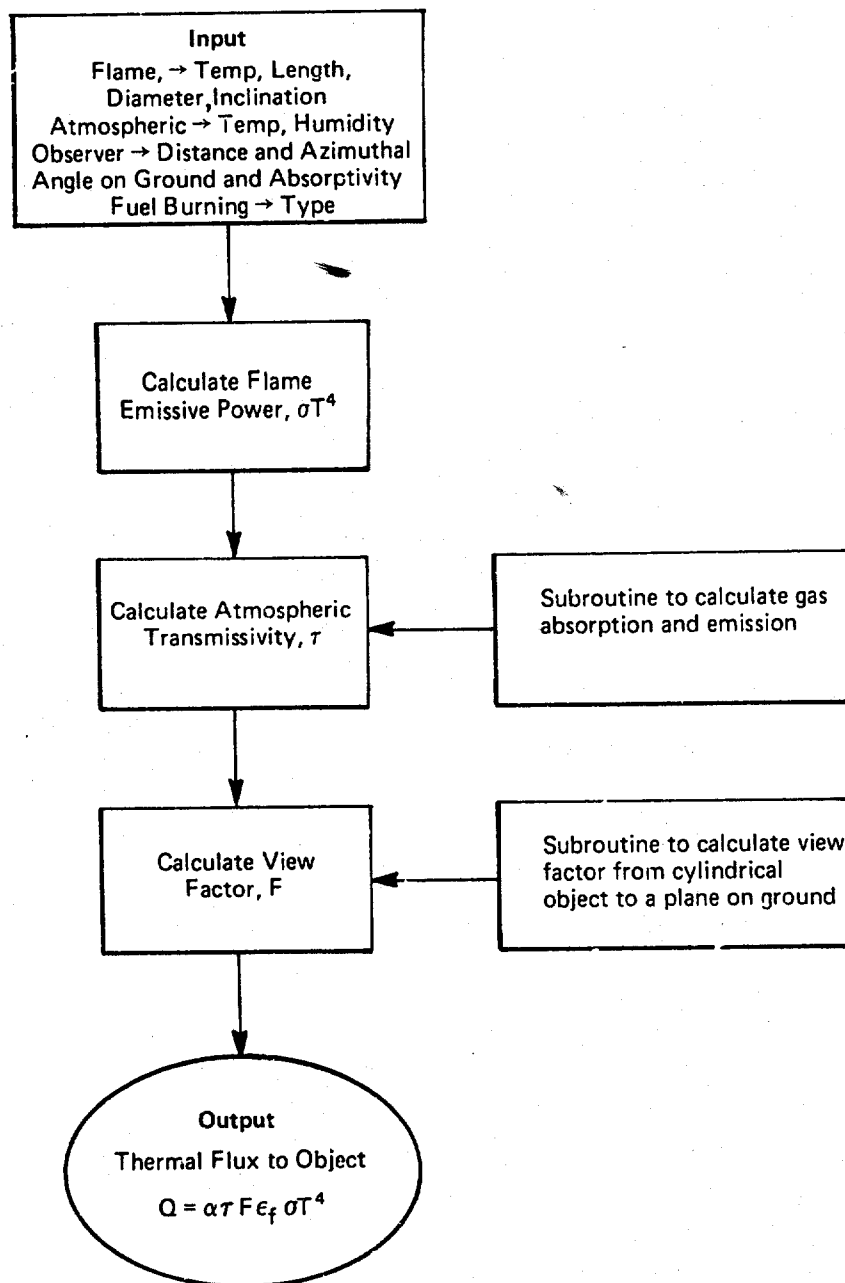 Input
Flame, → Temp, Length,
Diameter, Inclination
Atmospheric → Temp, Humidity
Observer → Distance and Azimuthal
Angle on Ground and Absorptivity
Fuel Burning → Type
Calculate Flame
Emissive Power, σT⁴
Calculate Atmospheric
Transmissivity, τ
Subroutine to calculate gas
absorption and emission
Calculate View
Factor, F
Subroutine to calculate view
factor from cylindrical
object to a plane on ground
Output
Thermal Flux to Object
Q = ατ Fϵf σT⁴